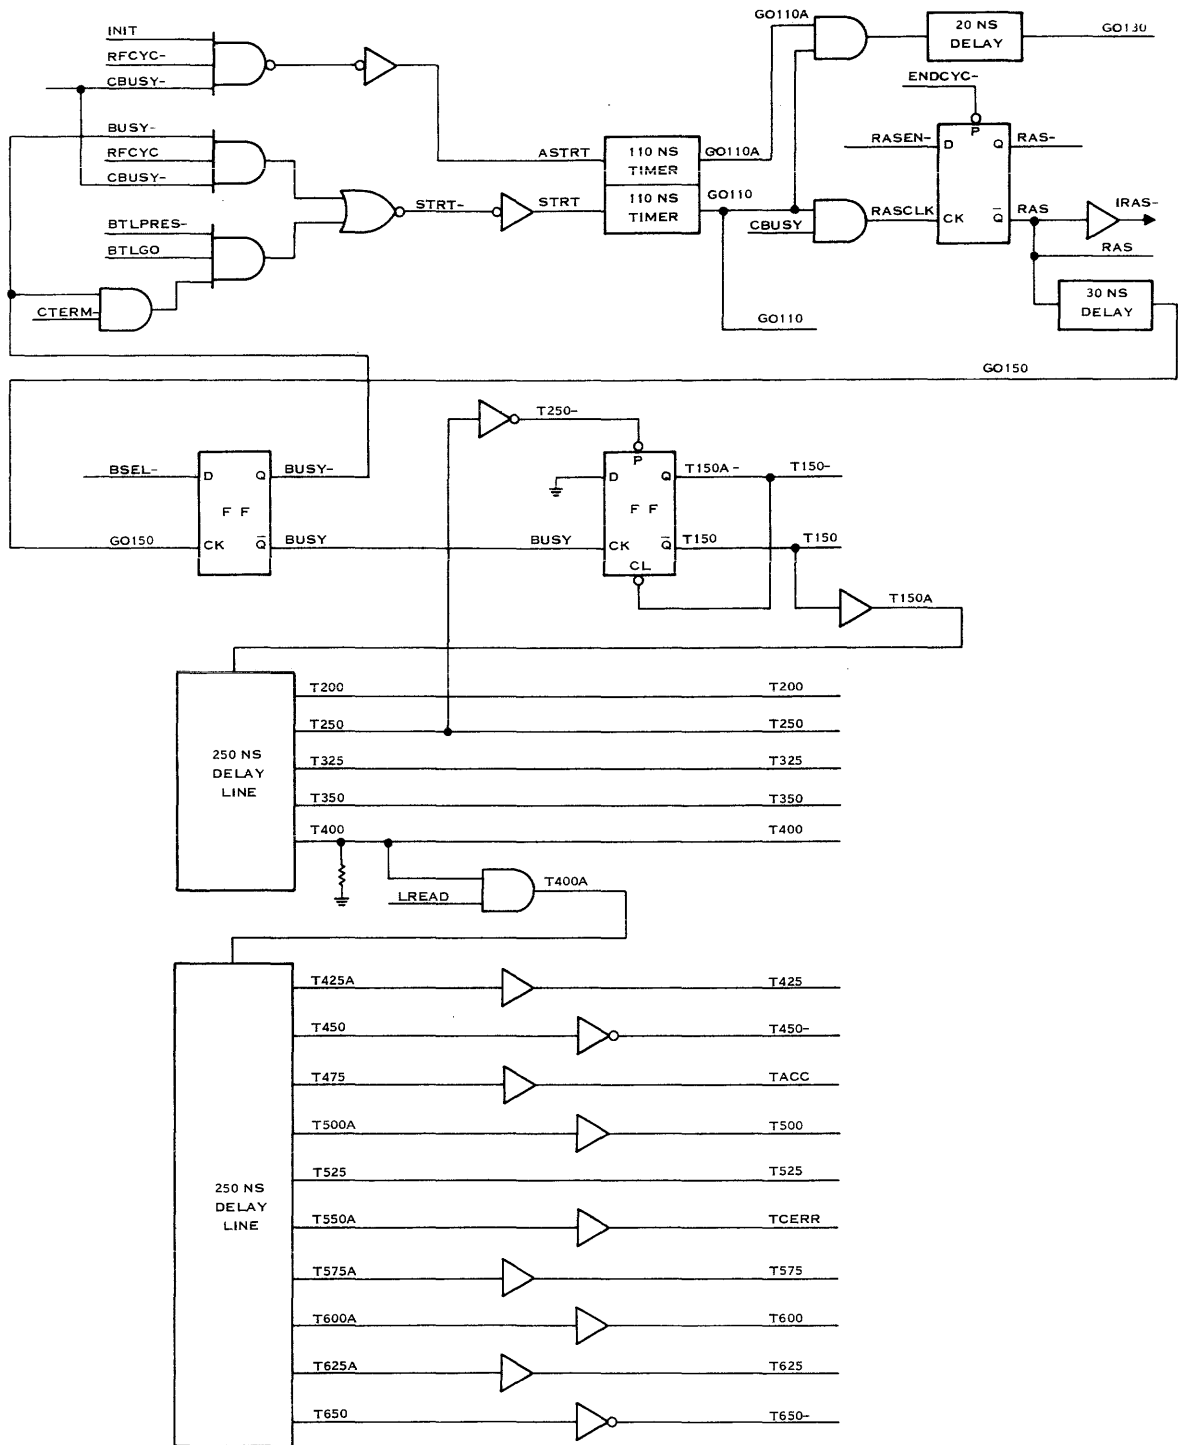 INIT
RFCYC-
CBUSY-
GO110A
20 NS
DELAY
GO130
ENDCYC-
BUSY-
RFCYC
CBUSY-
ASTRT
110 NS
TIMER
GO110A
RASEN-
P
D
Q
RAS-
STRT-
STRT
110 NS
TIMER
GO110
CBUSY
RASCLK
CK
Q
RAS
IRAS-
BTLPRES-
BTLGO
RAS
CTERM-
30 NS
DELAY
GO110
GO150
T250-
P
BSEL-
D
Q
BUSY-
D
Q
T150A-
T150-
F F
F F
GO150
CK
Q
BUSY
BUSY
CK
Q
T150
T150
CL
T150A
T200
T200
T250
T250
250 NS
DELAY
LINE
T325
T325
T350
T350
T400
T400
LREAD
T400A
T425A
T425
T450
T450-
T475
TACC
T500A
T500
250 NS
DELAY
LINE
T525
T525
T550A
TCERR
T575A
T575
T600A
T600
T625A
T625
T650
T650-